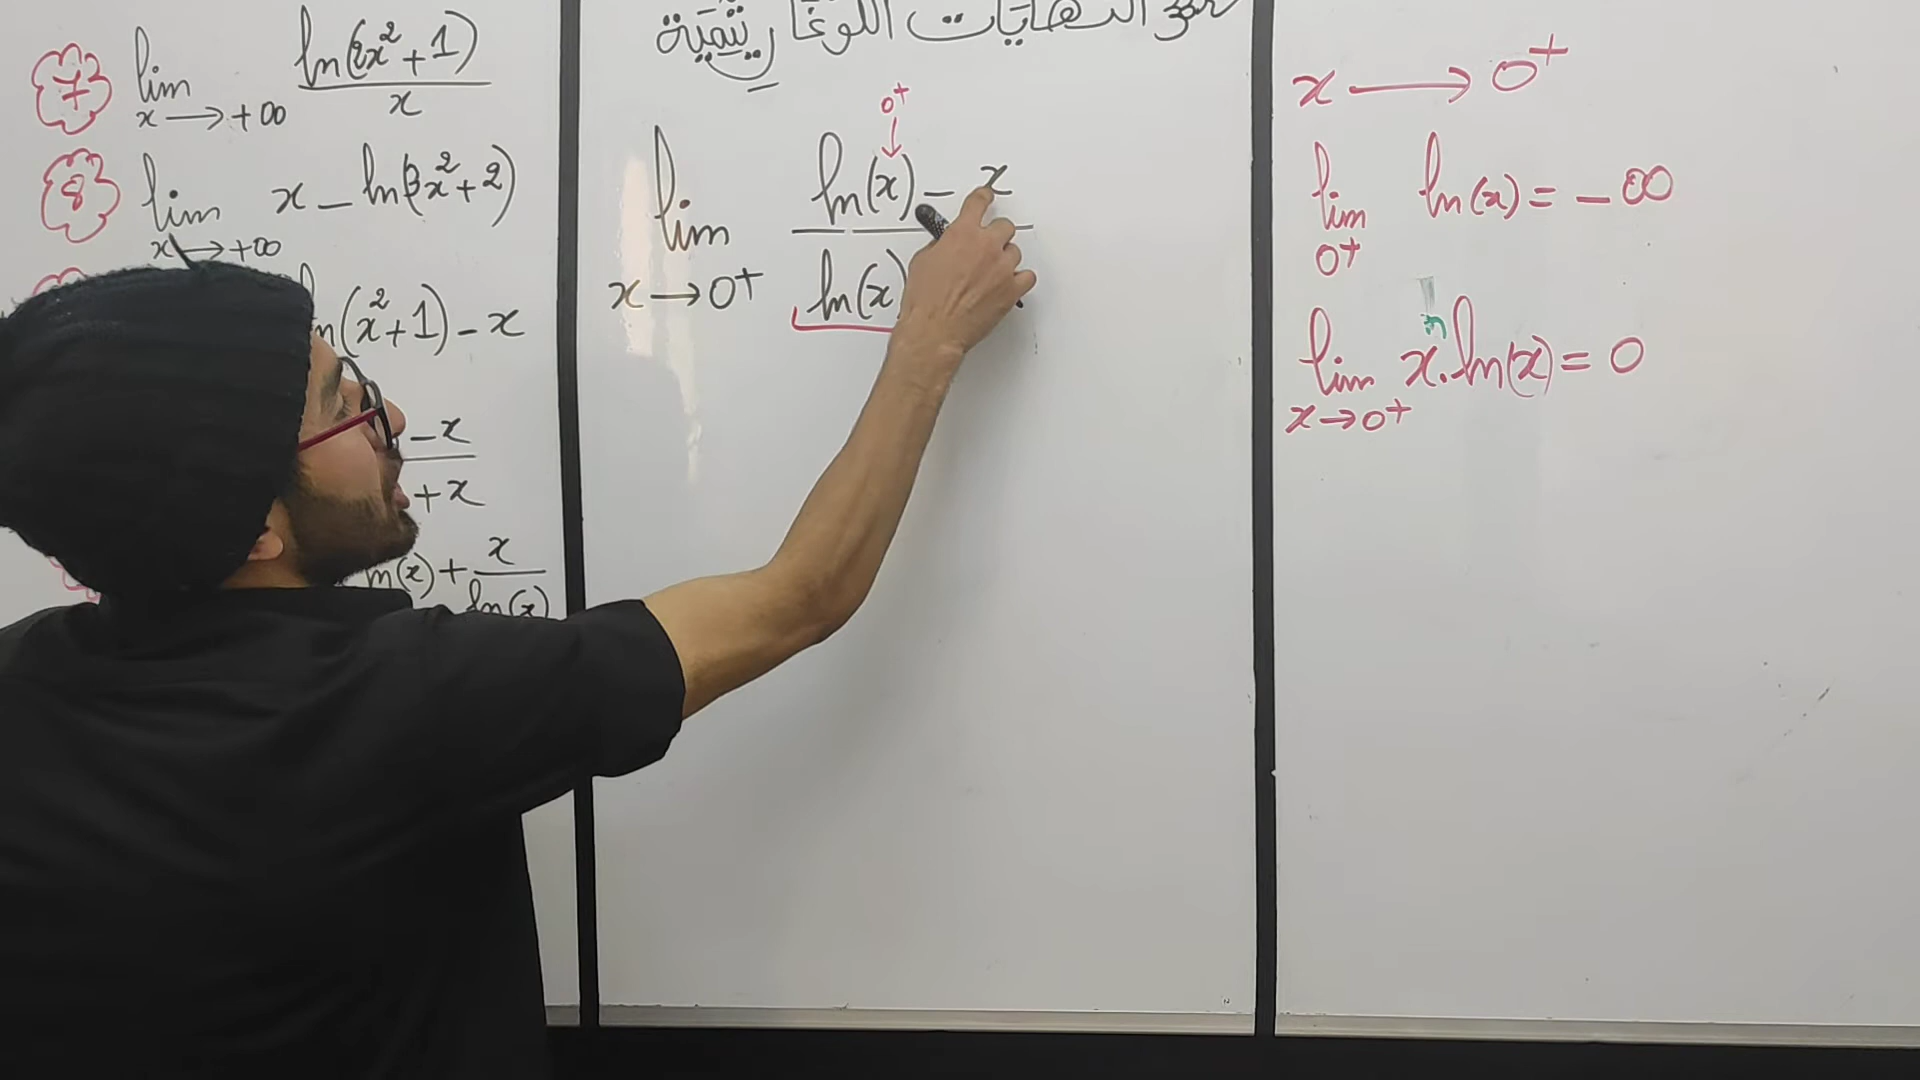 النهايات اللوغاريتمية
7 lim x → +∞ ln(2x² + 1) / x
8 lim x → +∞ x − ln(3x² + 2)
ln(x² + 1) − x
− x
+ x
ln(x) + x / ln(x)
0⁺ ↓
lim x → 0⁺ ln(x) − x / ln(x)
x → 0⁺
lim 0⁺ ln(x) = −∞
lim x → 0⁺ xⁿ.ln(x) = 0